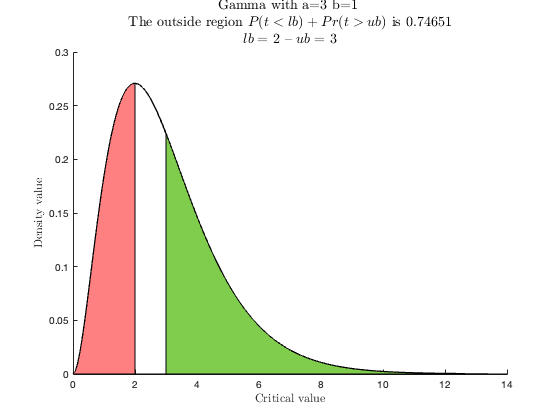 Gamma with a=3 b=1
The outside region P(t < lb) + Pr(t > ub) is 0.74651
lb = 2 – ub = 3
0.3
0.25
0.2
0.15
0.1
0.05
0
Density value
0 2 4 6 8 10 12 14
Critical value